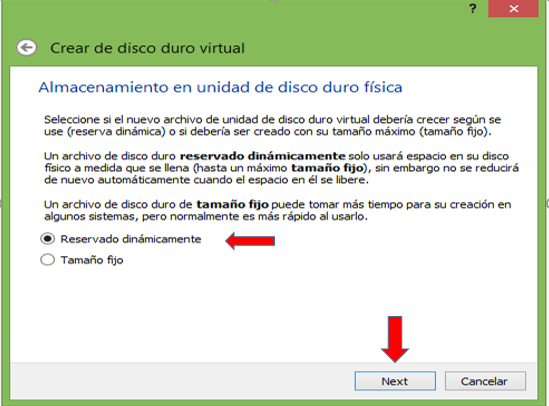 ?
Crear de disco duro virtual
Almacenamiento en unidad de disco duro física
Seleccione si el nuevo archivo de unidad de disco duro virtual debería crecer según se
use (reserva dinámica) o si debería ser creado con su tamaño máximo (tamaño fijo).
Un archivo de disco duro reservado dinámicamente solo usará espacio en su disco
físico a medida que se llena (hasta un máximo tamaño fijo), sin embargo no se reducirá
de nuevo automáticamente cuando el espacio en él se libere.
Un archivo de disco duro de tamaño fijo puede tomar más tiempo para su creación en
algunos sistemas, pero normalmente es más rápido al usarlo.
Reservado dinámicamente
Tamaño fijo
Next Cancelar